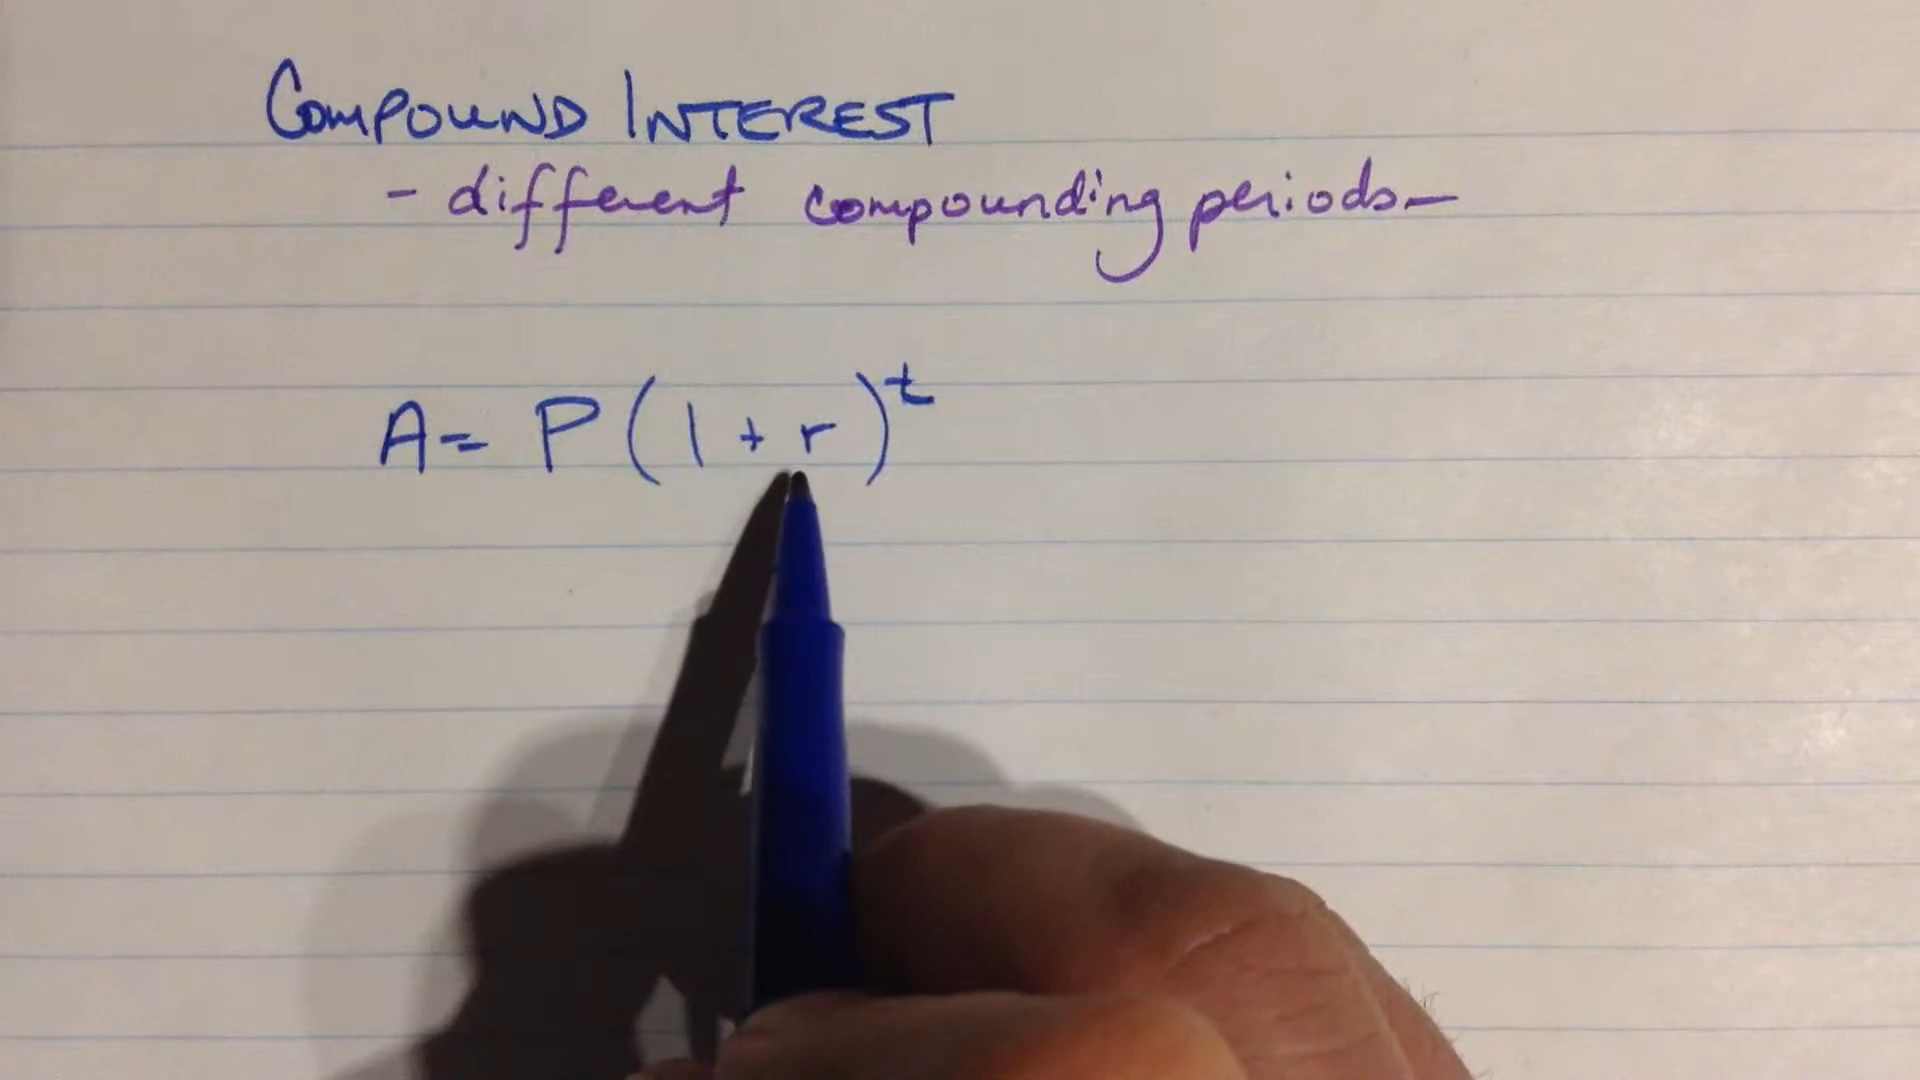 COMPOUND INTEREST
- different compounding periods -
A = P(1 + r)^t